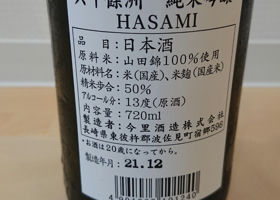 六十餘洲 純米吟醸
HASAMI
品目：日本酒
原料米：山田錦100%使用
原材料名：米(国産)、米麹(国産米)
精米歩合：50%
アルコール分：13度(原酒)
内容量：720ml
製造者：今里酒造株式会社
長崎県東彼杵郡波佐見町宿郷596
・お酒は20歳になってから。
製造年月 21.12